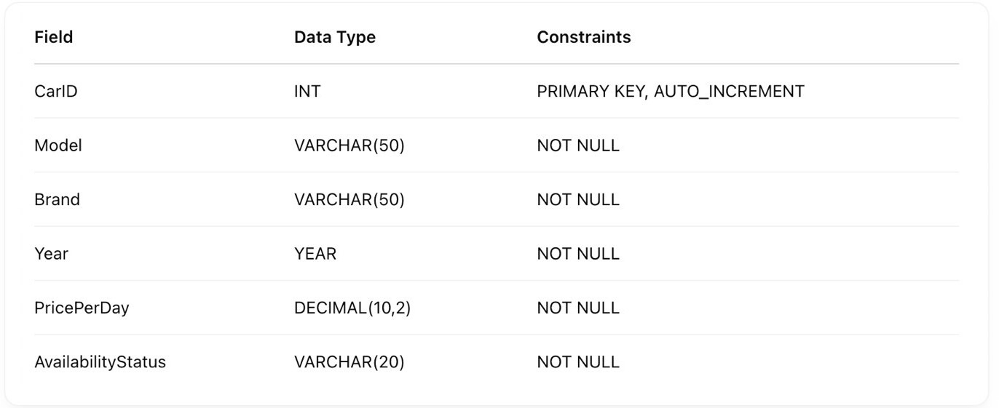 Field Data Type Constraints
CarID INT PRIMARY KEY, AUTO_INCREMENT
Model VARCHAR(50) NOT NULL
Brand VARCHAR(50) NOT NULL
Year YEAR NOT NULL
PricePerDay DECIMAL(10,2) NOT NULL
AvailabilityStatus VARCHAR(20) NOT NULL